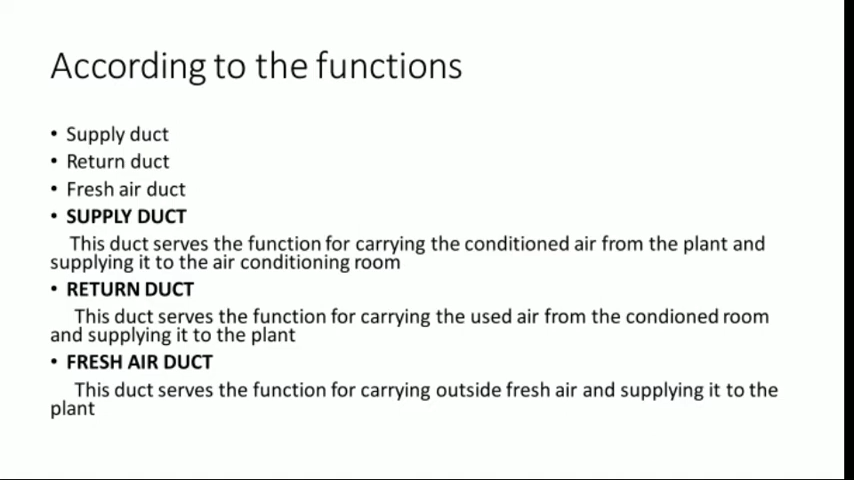 According to the functions
• Supply duct
• Return duct
• Fresh air duct
• SUPPLY DUCT
This duct serves the function for carrying the conditioned air from the plant and
supplying it to the air conditioning room
• RETURN DUCT
This duct serves the function for carrying the used air from the condioned room
and supplying it to the plant
• FRESH AIR DUCT
This duct serves the function for carrying outside fresh air and supplying it to the
plant